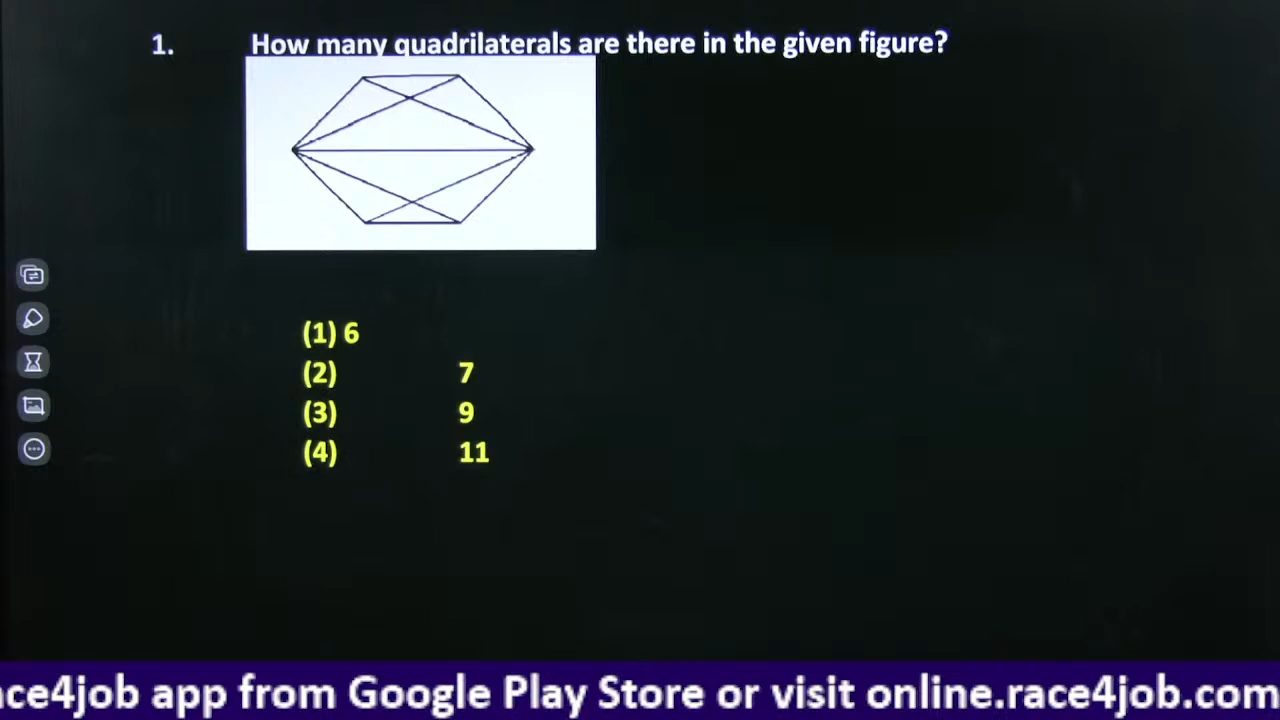 1. How many quadrilaterals are there in the given figure?
(1) 6
(2) 7
(3) 9
(4) 11
ce4job app from Google Play Store or visit online.race4job.com